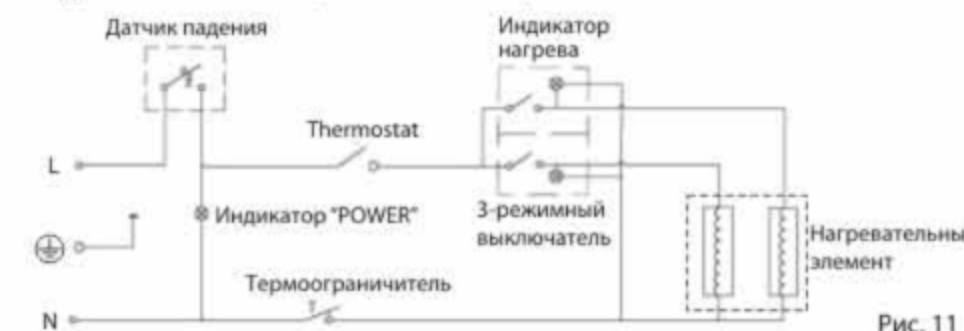 Датчик падения
Индикатор
нагрева
Thermostat
L
Индикатор "POWER"
3-режимный
выключатель
Нагревательны
элемент
Термоограничитель
N
Рис. 11